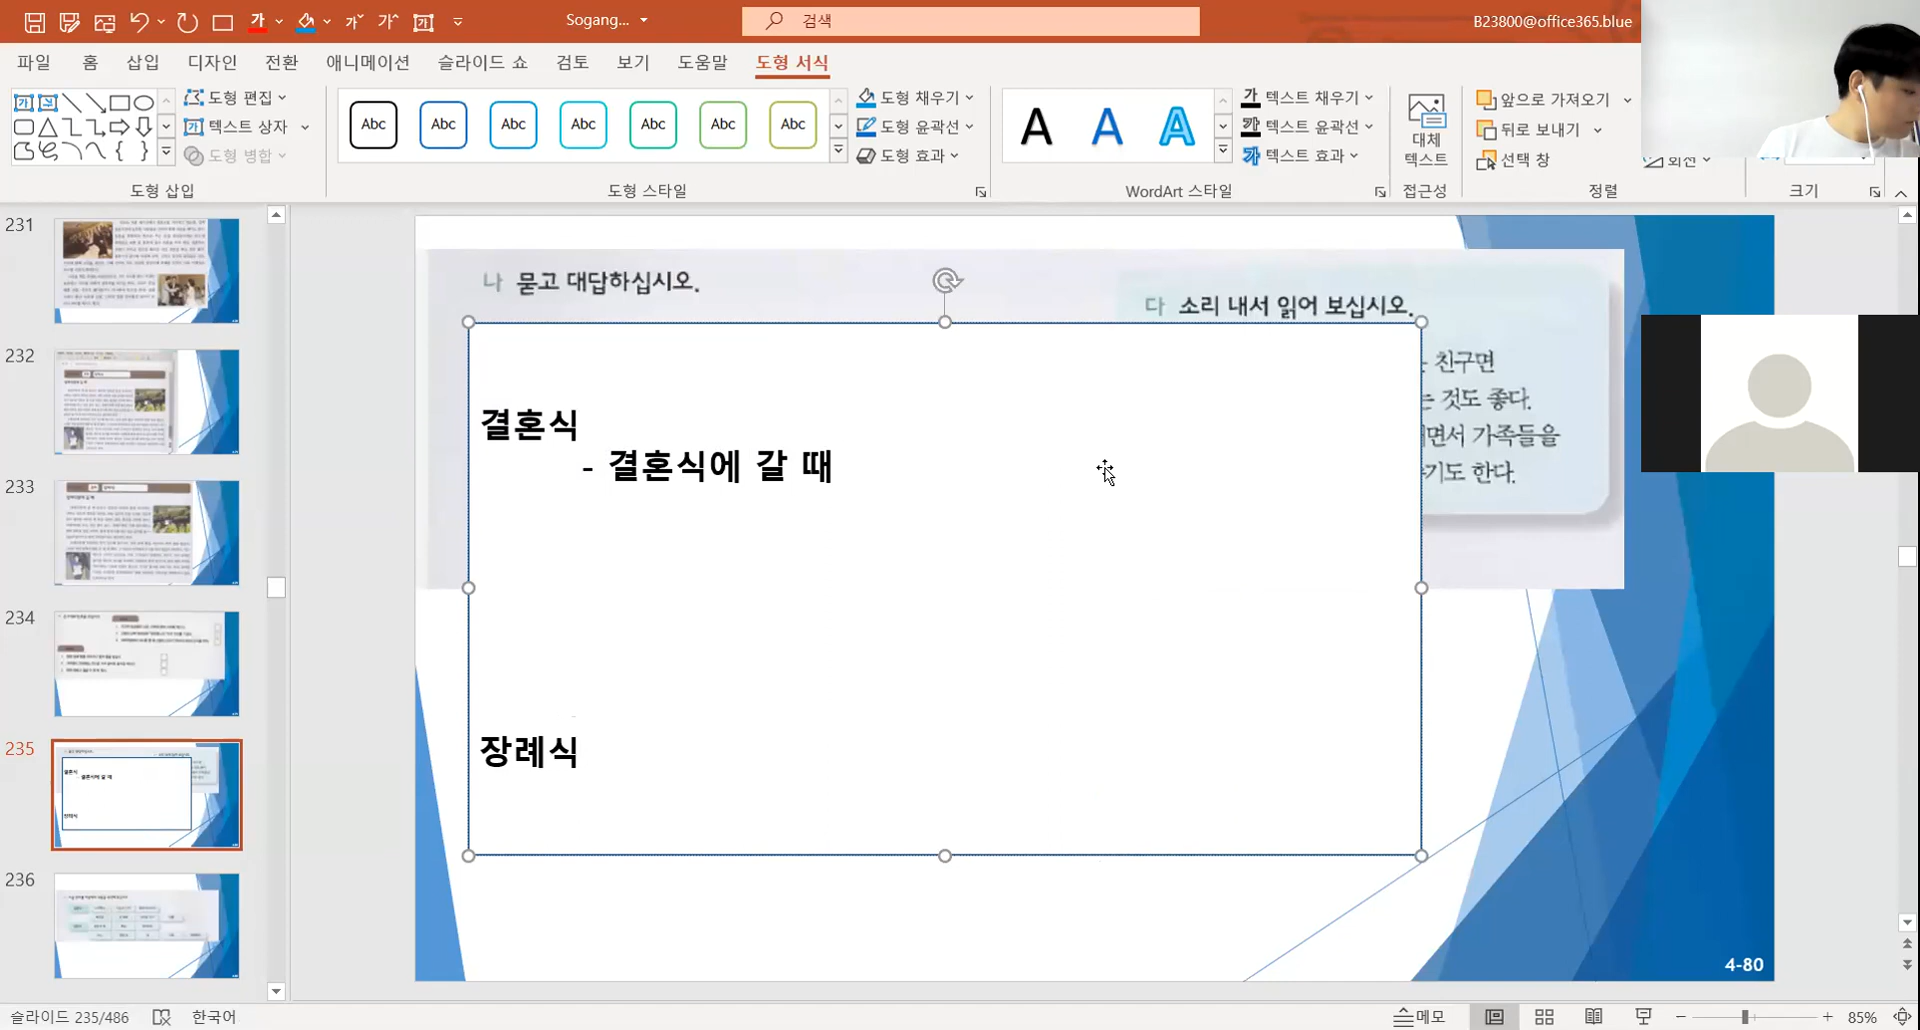 Sogang...
검색
B23800@office365.blue
파일 홈 삽입 디자인 전환 애니메이션 슬라이드 쇼 검토 보기 도움말 도형 서식
도형 편집
텍스트 상자
도형 병합
도형 삽입
Abc Abc Abc Abc Abc Abc Abc
도형 채우기
도형 윤곽선
도형 효과
도형 스타일
A A A
텍스트 채우기
텍스트 윤곽선
텍스트 효과
WordArt 스타일
대체
텍스트
접근성
앞으로 가져오기
뒤로 보내기
선택 창
회전
정렬
크기
231
232
233
234
235
236
나 묻고 대답하십시오.
다 소리 내서 읽어 보십시오.
친구면
것도 좋다.
면서 가족들을
기도 한다.
결혼식
- 결혼식에 갈 때
장례식
4-80
슬라이드 235/486
한국어
메모
85%